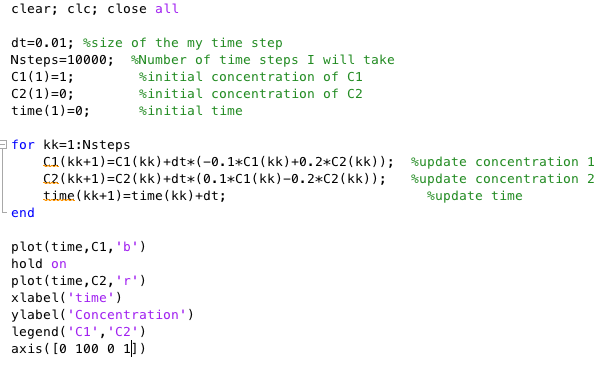 clear; clc; close all
dt=0.01; %size of the my time step
Nsteps=10000; %Number of time steps I will take
C1(1)=1; %initial concentration of C1
C2(1)=0; %initial concentration of C2
time(1)=0; %initial time
for kk=1:Nsteps
C1(kk+1)=C1(kk)+dt*(-0.1*C1(kk)+0.2*C2(kk)); %update concentration 1
C2(kk+1)=C2(kk)+dt*(0.1*C1(kk)-0.2*C2(kk)); %update concentration 2
time(kk+1)=time(kk)+dt; %update time
end
plot(time,C1,'b')
hold on
plot(time,C2,'r')
xlabel('time')
ylabel('Concentration')
legend('C1','C2')
axis([0 100 0 1])